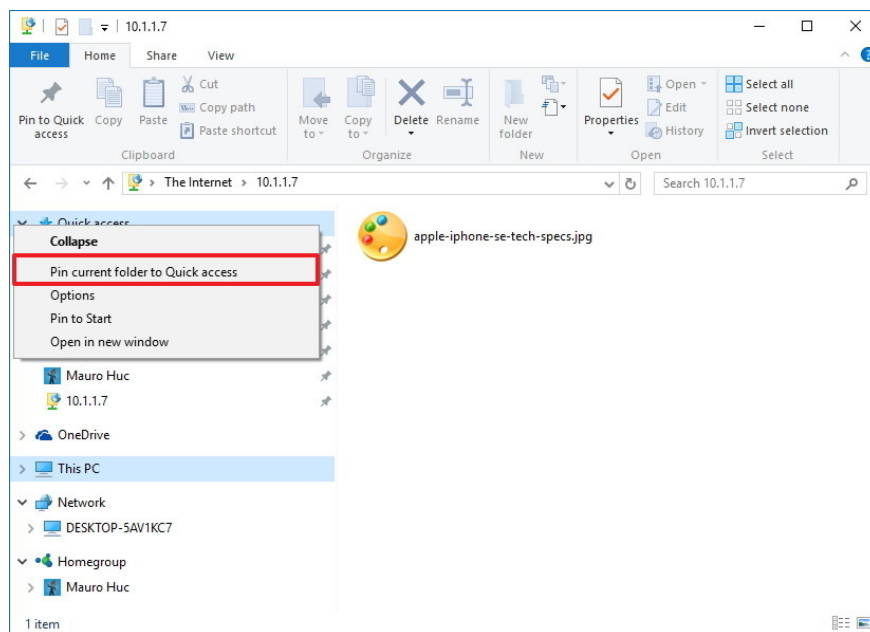 10.1.1.7
File Home Share View
Pin to Quick access
Copy
Paste
Cut
Copy path
Paste shortcut
Move to
Copy to
Delete
Rename
New folder
Properties
Open
Edit
History
Select all
Select none
Invert selection
Clipboard Organize New Open Select
The Internet > 10.1.1.7
Search 10.1.1.7
Quick access
Collapse
Pin current folder to Quick access
Options
Pin to Start
Open in new window
Mauro Huc
10.1.1.7
OneDrive
This PC
Network
DESKTOP-5AV1KC7
Homegroup
Mauro Huc
apple-iphone-se-tech-specs.jpg
1 item